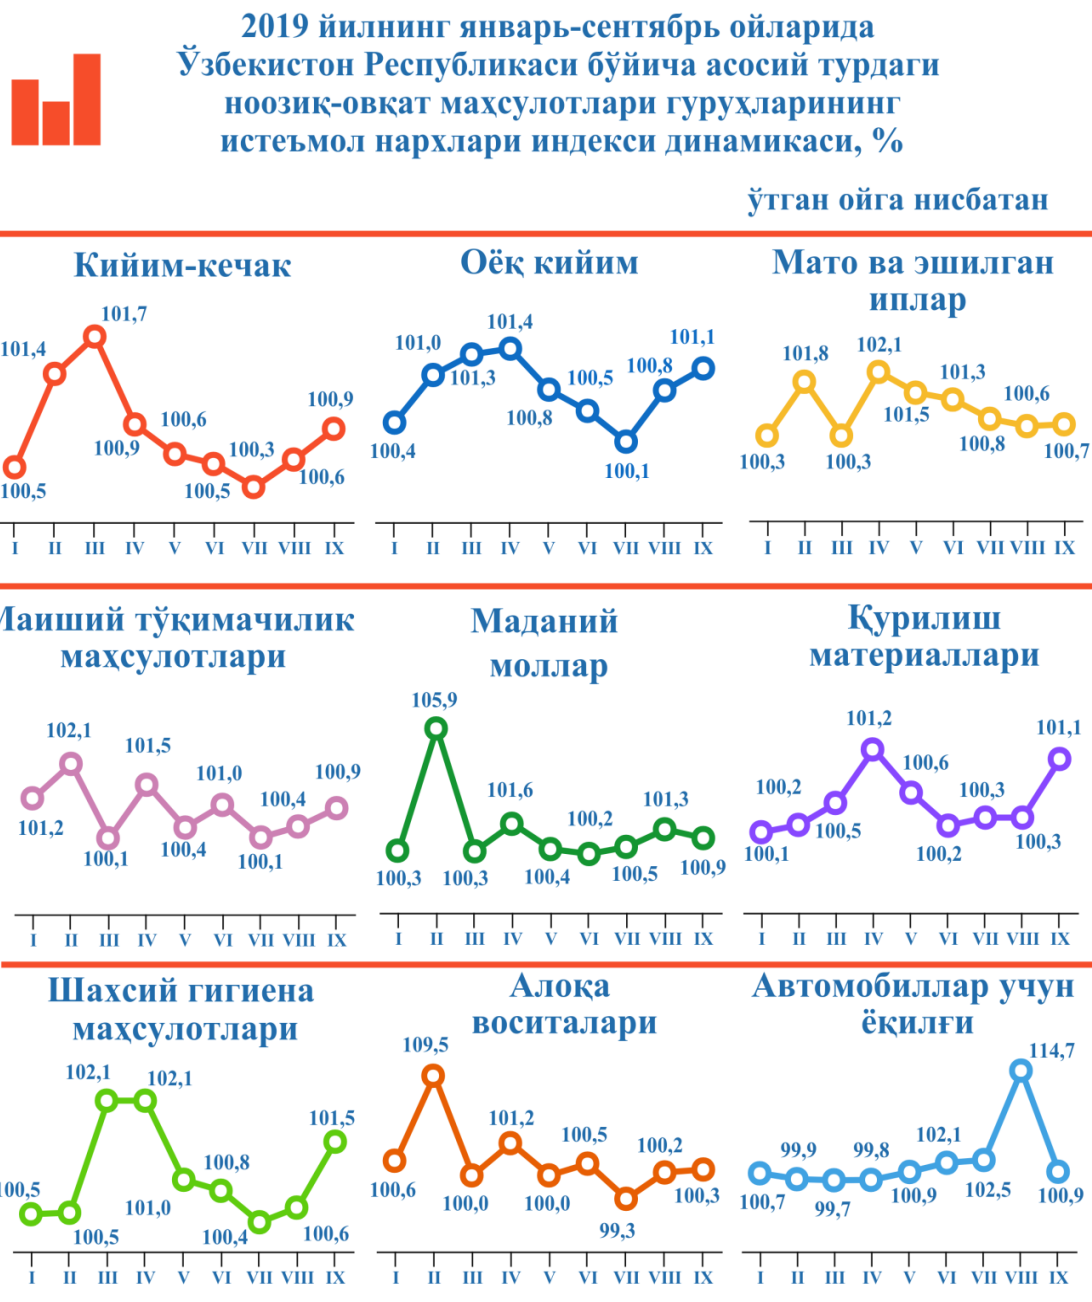 2019 йилнинг январь-сентябрь ойларида
Ўзбекистон Республикаси бўйича асосий турдаги
ноозиқ-овқат маҳсулотлари гуруҳларининг
истеъмол нархлари индекси динамикаси, %
ўтган ойга нисбатан
Кийим-кечак
101,4
101,7
100,5
100,9
100,6
100,5
100,3
100,6
100,9
I II III IV V VI VII VIII IX
Оёқ кийим
100,4
101,0
101,3
101,4
100,8
100,5
100,1
100,8
101,1
I II III IV V VI VII VIII IX
Мато ва эшилган
иплар
100,3
101,8
100,3
102,1
101,5
101,3
100,8
100,6
100,7
I II III IV V VI VII VIII IX
Маиший тўқимачилик
маҳсулотлари
101,2
102,1
100,1
101,5
100,4
101,0
100,1
100,4
100,9
I II III IV V VI VII VIII IX
Маданий
моллар
100,3
105,9
100,3
101,6
100,4
100,2
100,5
101,3
100,9
I II III IV V VI VII VIII IX
Қурилиш
материаллари
100,1
100,2
100,5
101,2
100,6
100,2
100,3
100,3
101,1
I II III IV V VI VII VIII IX
Шахсий гигиена
маҳсулотлари
100,5
100,5
102,1
102,1
101,0
100,8
100,4
100,6
101,5
I II III IV V VI VII VIII IX
Алоқа
воситалари
100,6
109,5
100,0
101,2
100,0
100,5
99,3
100,2
100,3
I II III IV V VI VII VIII IX
Автомобиллар учун
ёқилғи
100,7
99,9
99,7
99,8
100,9
102,1
102,5
114,7
100,9
I II III IV V VI VII VIII IX